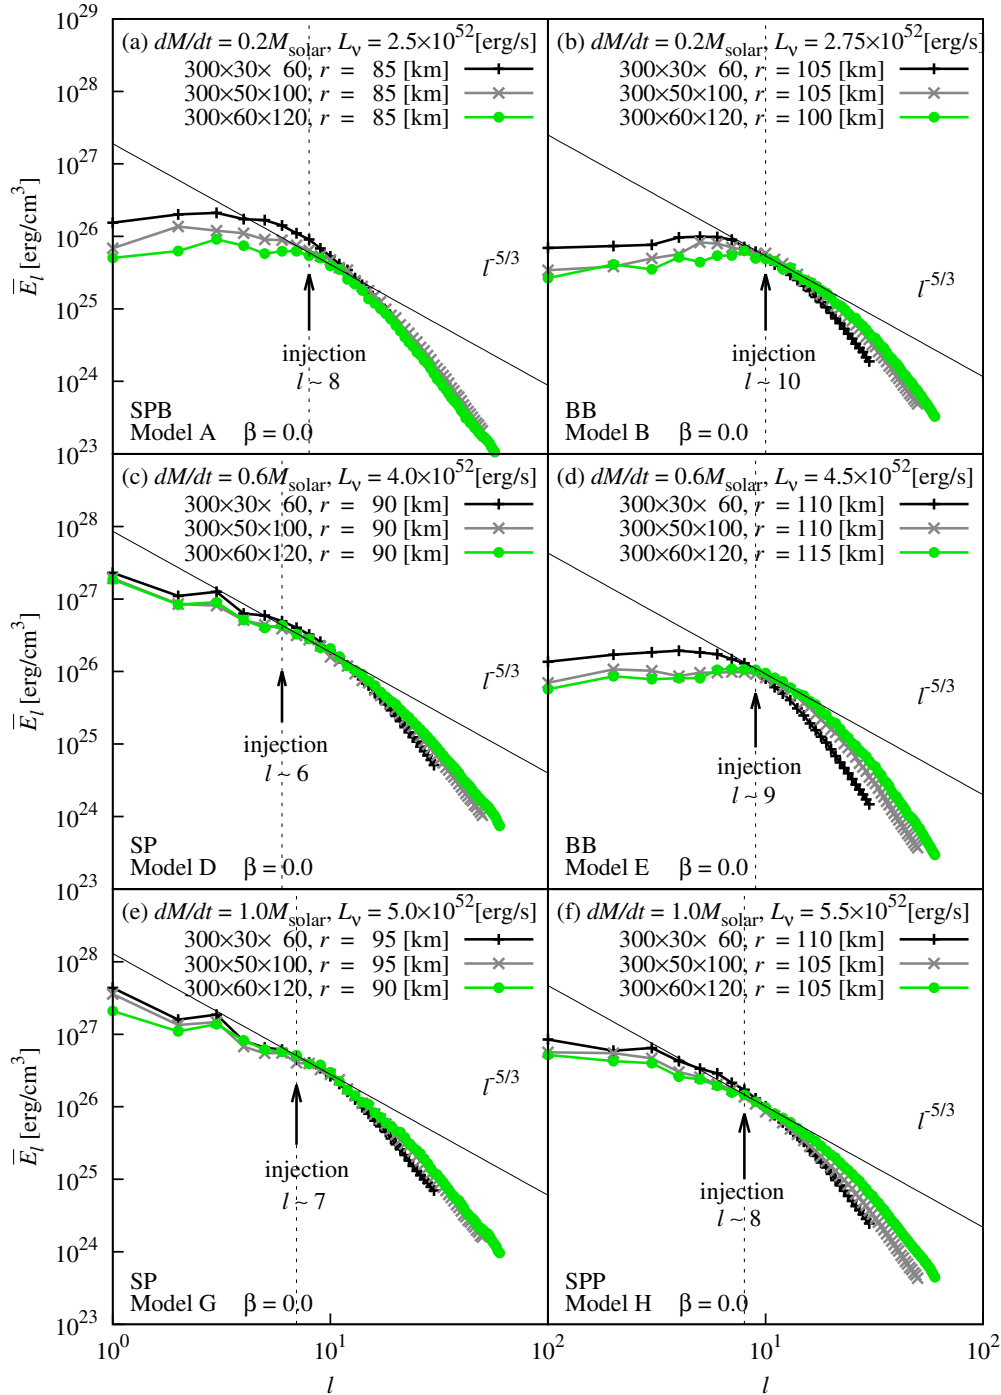 10^29
10^28
10^27
10^26
10^25
10^24
10^23
E̅_l [erg/cm^3]
(a) dM/dt = 0.2M_solar, L_ν = 2.5×10^52 [erg/s]
300×30× 60, r = 85 [km]
300×50×100, r = 85 [km]
300×60×120, r = 85 [km]
injection
l ~ 8
SPB
Model A β = 0.0
(b) dM/dt = 0.2M_solar, L_ν = 2.75×10^52 [erg/s]
300×30× 60, r = 105 [km]
300×50×100, r = 105 [km]
300×60×120, r = 100 [km]
l^-5/3
injection
l ~ 10
BB
Model B β = 0.0
10^28
10^27
10^26
10^25
10^24
10^23
E̅_l [erg/cm^3]
(c) dM/dt = 0.6M_solar, L_ν = 4.0×10^52 [erg/s]
300×30× 60, r = 90 [km]
300×50×100, r = 90 [km]
300×60×120, r = 90 [km]
l^-5/3
injection
l ~ 6
SP
Model D β = 0.0
(d) dM/dt = 0.6M_solar, L_ν = 4.5×10^52 [erg/s]
300×30× 60, r = 110 [km]
300×50×100, r = 110 [km]
300×60×120, r = 115 [km]
l^-5/3
injection
l ~ 9
BB
Model E β = 0.0
10^28
10^27
10^26
10^25
10^24
10^23
E̅_l [erg/cm^3]
(e) dM/dt = 1.0M_solar, L_ν = 5.0×10^52 [erg/s]
300×30× 60, r = 95 [km]
300×50×100, r = 95 [km]
300×60×120, r = 90 [km]
l^-5/3
injection
l ~ 7
SP
Model G β = 0.0
(f) dM/dt = 1.0M_solar, L_ν = 5.5×10^52 [erg/s]
300×30× 60, r = 110 [km]
300×50×100, r = 105 [km]
300×60×120, r = 105 [km]
l^-5/3
injection
l ~ 8
SPP
Model H β = 0.0
10^0
10^1
10^2
10^1
10^2
l
l
l^-5/3